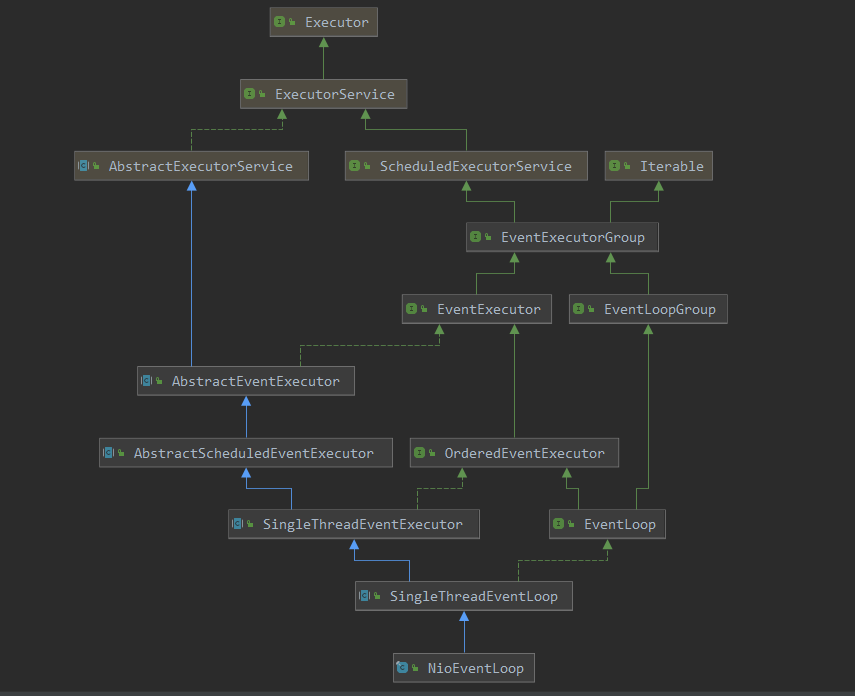 Executor
ExecutorService
AbstractExecutorService
ScheduledExecutorService
Iterable
EventExecutorGroup
EventExecutor
EventLoopGroup
AbstractEventExecutor
AbstractScheduledEventExecutor
OrderedEventExecutor
SingleThreadEventExecutor
EventLoop
SingleThreadEventLoop
NioEventLoop